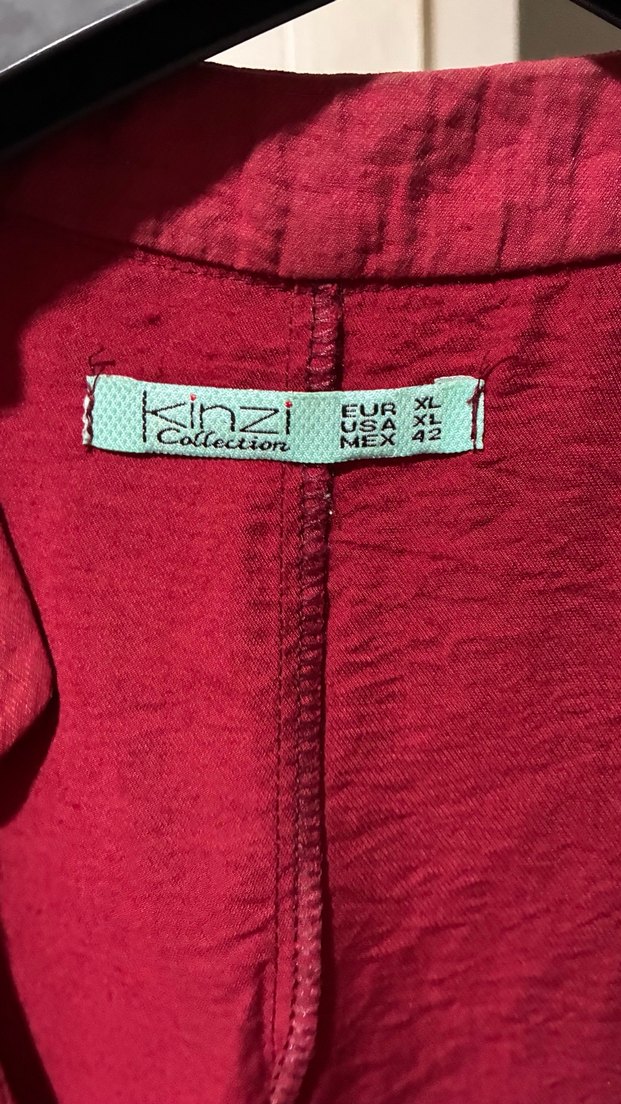 Kinzi
Collection
EUR XL
USA XL
MEX 42